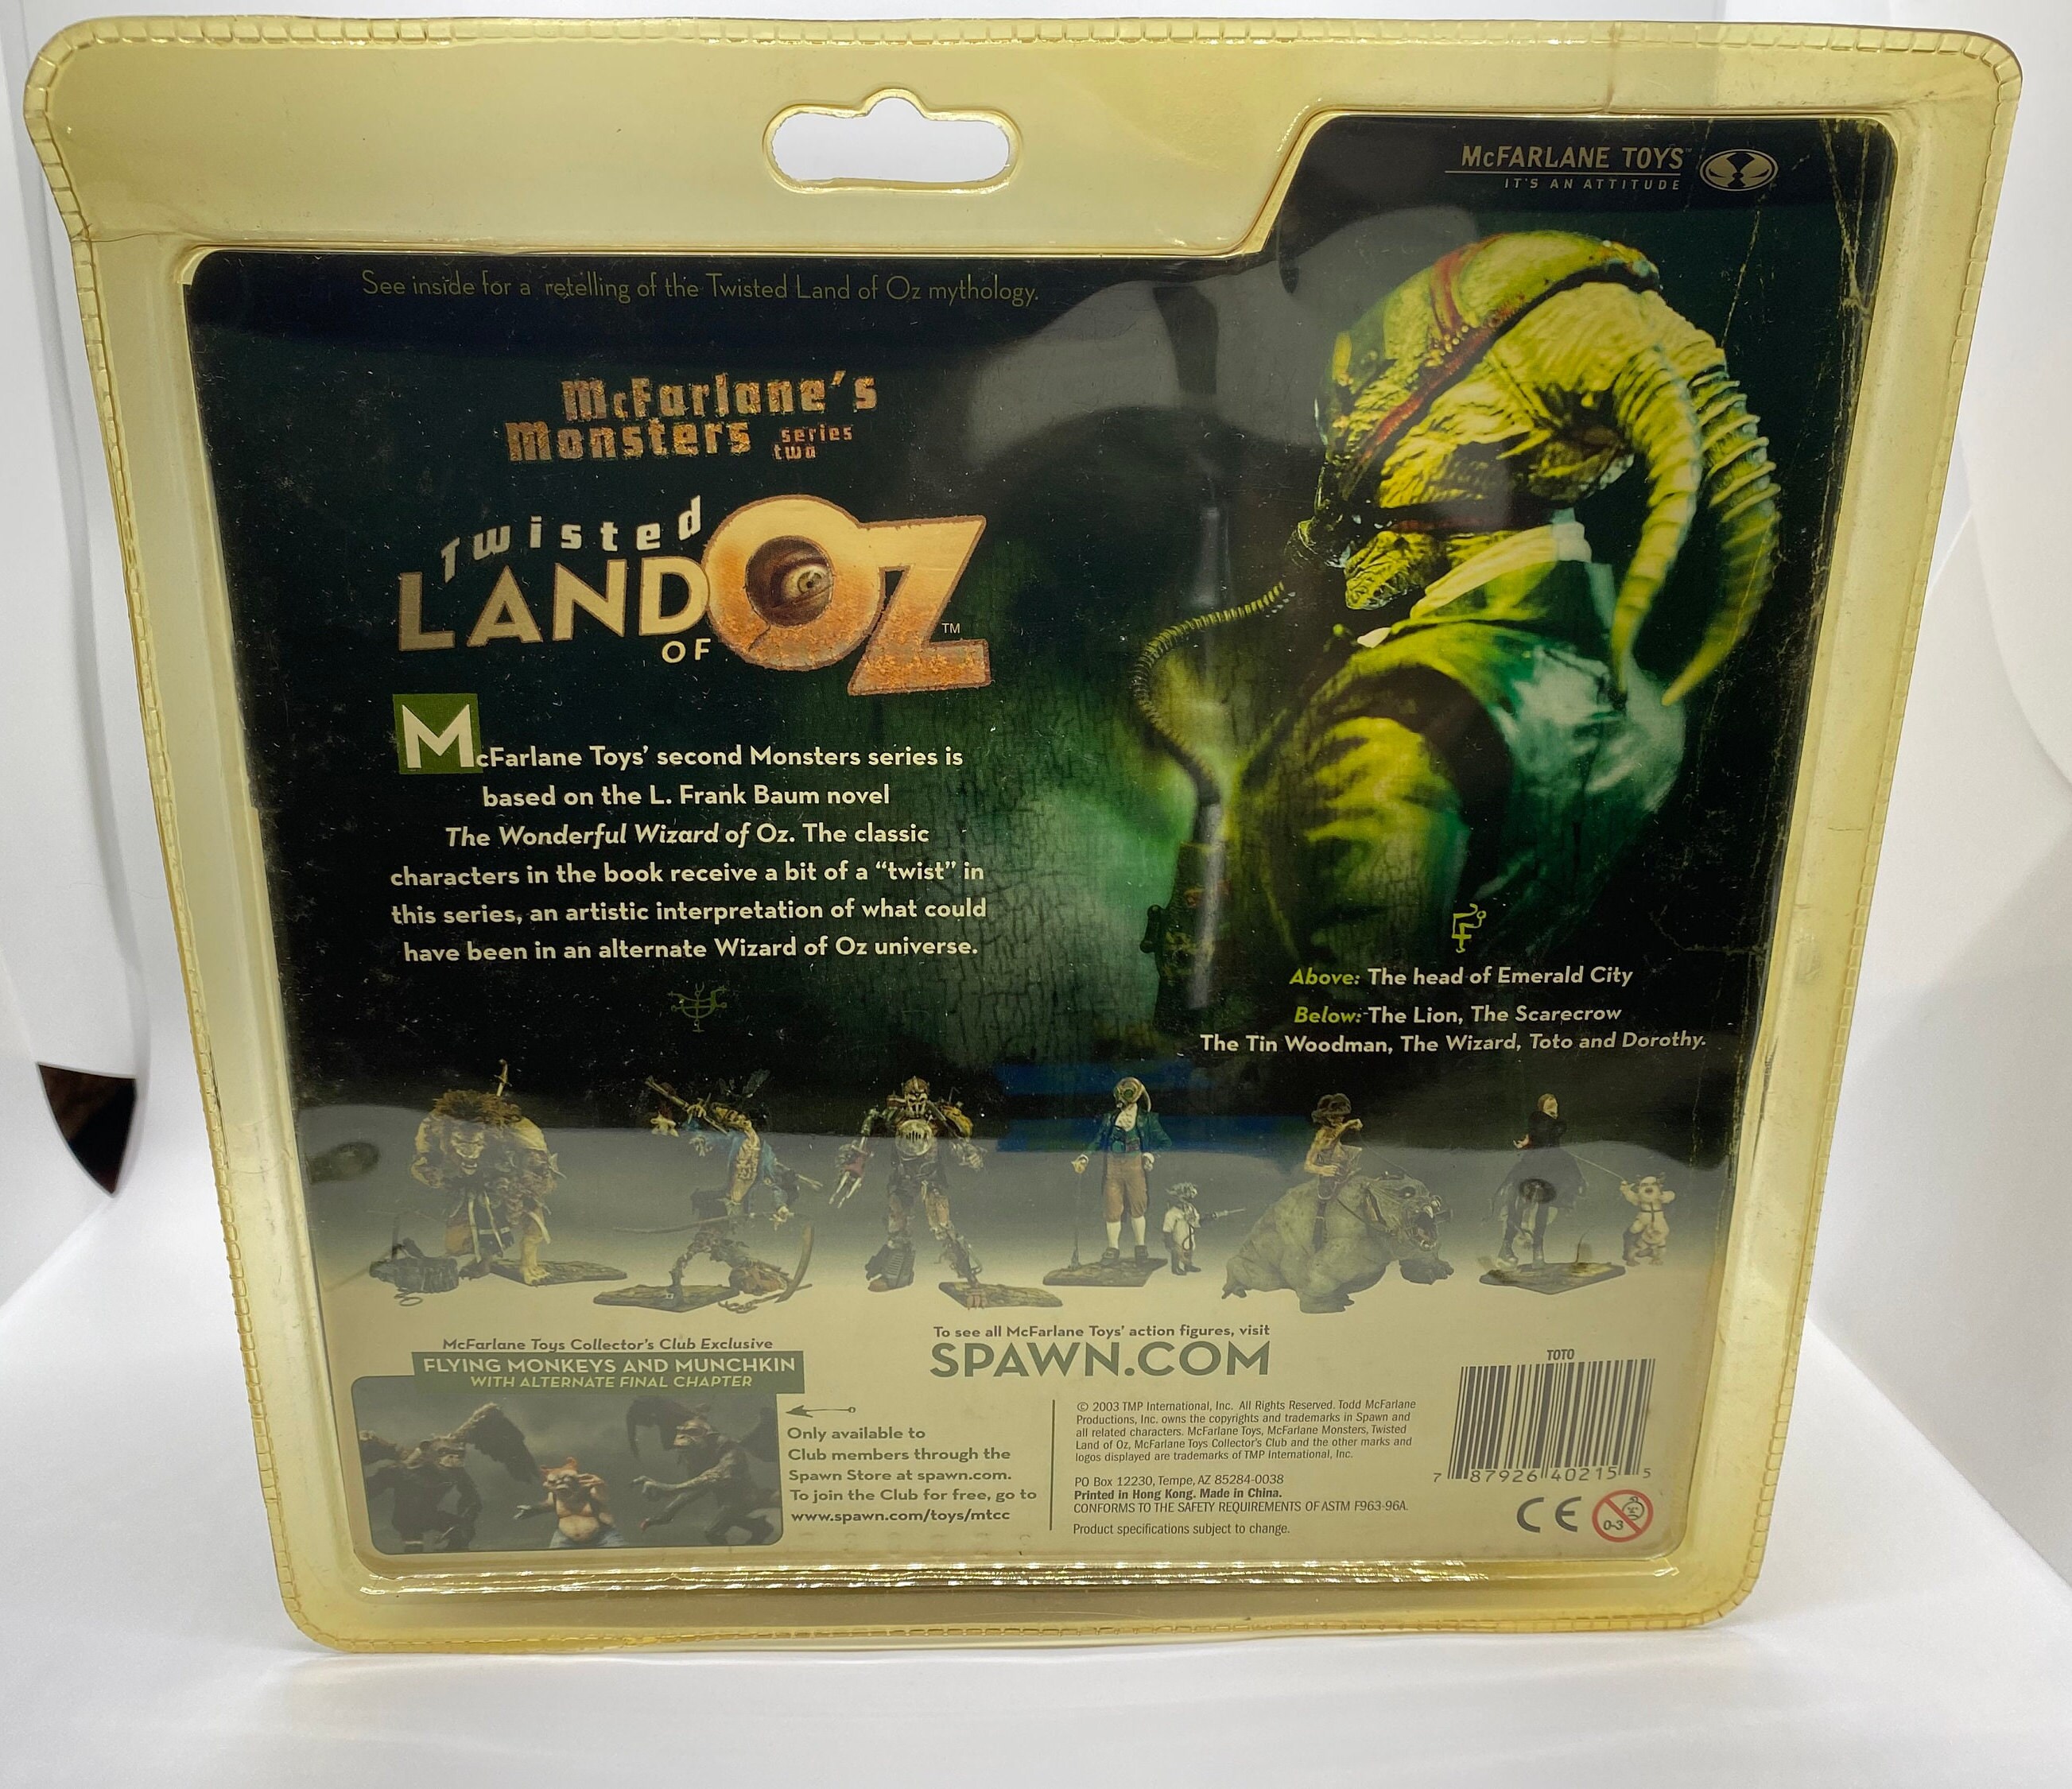 McFARLANE TOYS
IT'S AN ATTITUDE
See inside for a retelling of the Twisted Land of Oz mythology.
McFarlane's
Monsters series
two
Twisted
LAND
OF
OZ™
McFarlane Toys' second Monsters series is
based on the L. Frank Baum novel
The Wonderful Wizard of Oz. The classic
characters in the book receive a bit of a “twist” in
this series, an artistic interpretation of what could
have been in an alternate Wizard of Oz universe.
Above: The head of Emerald City
Below: The Lion, The Scarecrow
The Tin Woodman, The Wizard, Toto and Dorothy.
McFarlane Toys Collector's Club Exclusive
FLYING MONKEYS AND MUNCHKIN
WITH ALTERNATE FINAL CHAPTER
Only available to
Club members through the
Spawn Store at spawn.com.
To join the Club for free, go to
www.spawn.com/toys/mtcc
To see all McFarlane Toys' action figures, visit
SPAWN.COM
© 2003 TMP International, Inc. All Rights Reserved. Todd McFarlane
Productions, Inc. owns the copyrights and trademarks in Spawn and
all related characters. McFarlane Toys, McFarlane Monsters, Twisted
Land of Oz, McFarlane Toys Collector's Club and the other marks and
logos displayed are trademarks of TMP International, Inc.
PO Box 12230, Tempe, AZ 85284-0038
Printed in Hong Kong. Made in China.
CONFORMS TO THE SAFETY REQUIREMENTS OF ASTM F963-96A.
Product specifications subject to change.
TOTO
7 87926 40215 5
CE
0-3